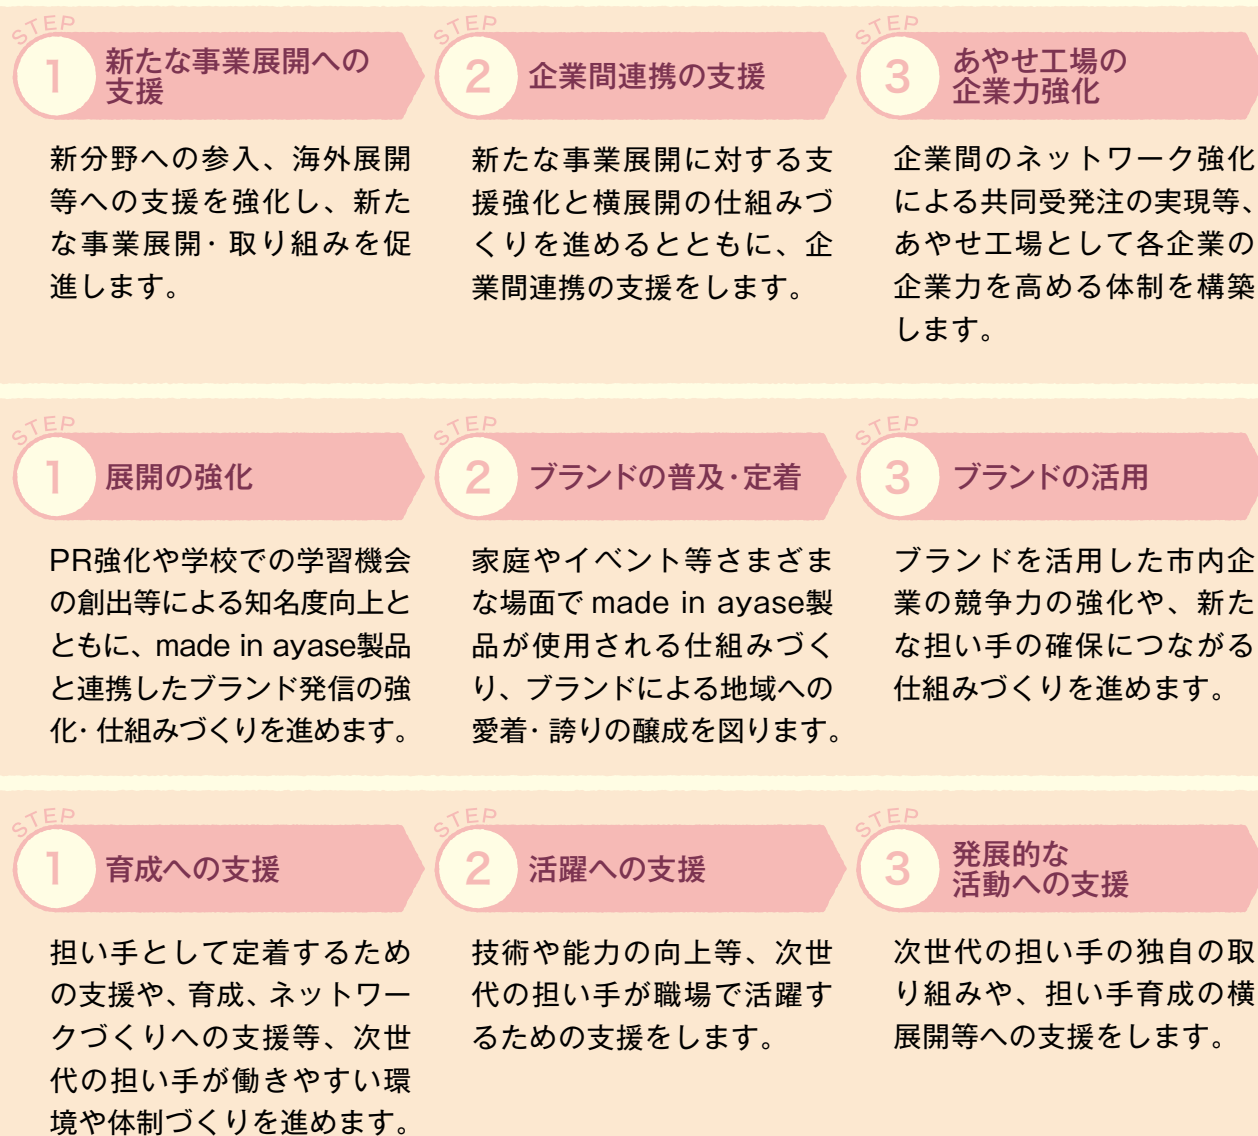 STEP
1
新たな事業展開への
支援
新分野への参入、海外展開
等への支援を強化し、新た
な事業展開・取り組みを促
進します。
STEP
2
企業間連携の支援
新たな事業展開に対する支
援強化と横展開の仕組みづ
くりを進めるとともに、企
業間連携の支援をします。
STEP
3
あやせ工場の
企業力強化
企業間のネットワーク強化
による共同受発注の実現等、
あやせ工場として各企業の
企業力を高める体制を構築
します。
STEP
1
展開の強化
PR強化や学校での学習機会
の創出等による知名度向上と
ともに、made in ayase製品
と連携したブランド発信の強
化・仕組みづくりを進めます。
STEP
2
ブランドの普及・定着
家庭やイベント等さまざま
な場面で made in ayase製
品が使用される仕組みづく
り、ブランドによる地域への
愛着・誇りの醸成を図ります。
STEP
3
ブランドの活用
ブランドを活用した市内企
業の競争力の強化や、新た
な担い手の確保につながる
仕組みづくりを進めます。
STEP
1
育成への支援
担い手として定着するため
の支援や、育成、ネットワー
クづくりへの支援等、次世
代の担い手が働きやすい環
境や体制づくりを進めます。
STEP
2
活躍への支援
技術や能力の向上等、次世
代の担い手が職場で活躍す
るための支援をします。
STEP
3
発展的な
活動への支援
次世代の担い手の独自の取
り組みや、担い手育成の横
展開等への支援をします。